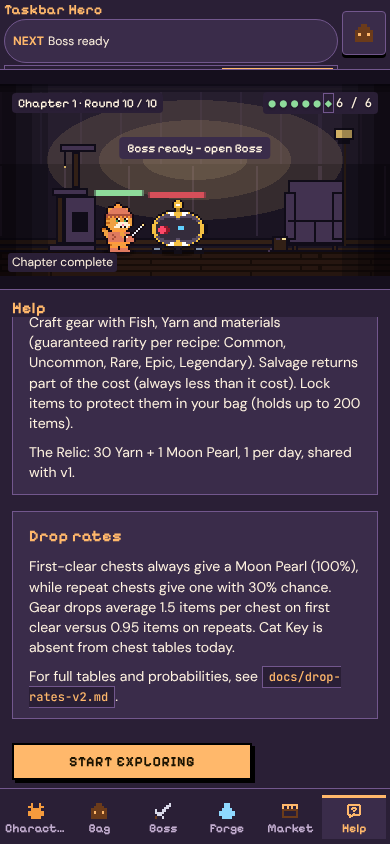 Taskbar Hero
NEXT Boss ready
Chapter 1 · Round 10 / 10
6 / 6
Boss ready - open Boss
Chapter complete
Help
Craft gear with Fish, Yarn and materials
(guaranteed rarity per recipe: Common,
Uncommon, Rare, Epic, Legendary). Salvage returns
part of the cost (always less than it cost). Lock
items to protect them in your bag (holds up to 200
items).
The Relic: 30 Yarn + 1 Moon Pearl, 1 per day, shared
with v1.
Drop rates
First-clear chests always give a Moon Pearl (100%),
while repeat chests give one with 30% chance.
Gear drops average 1.5 items per chest on first
clear versus 0.95 items on repeats. Cat Key is
absent from chest tables today.
For full tables and probabilities, see docs/drop-
rates-v2.md.
START EXPLORING
Charact... Bag Boss Forge Market Help